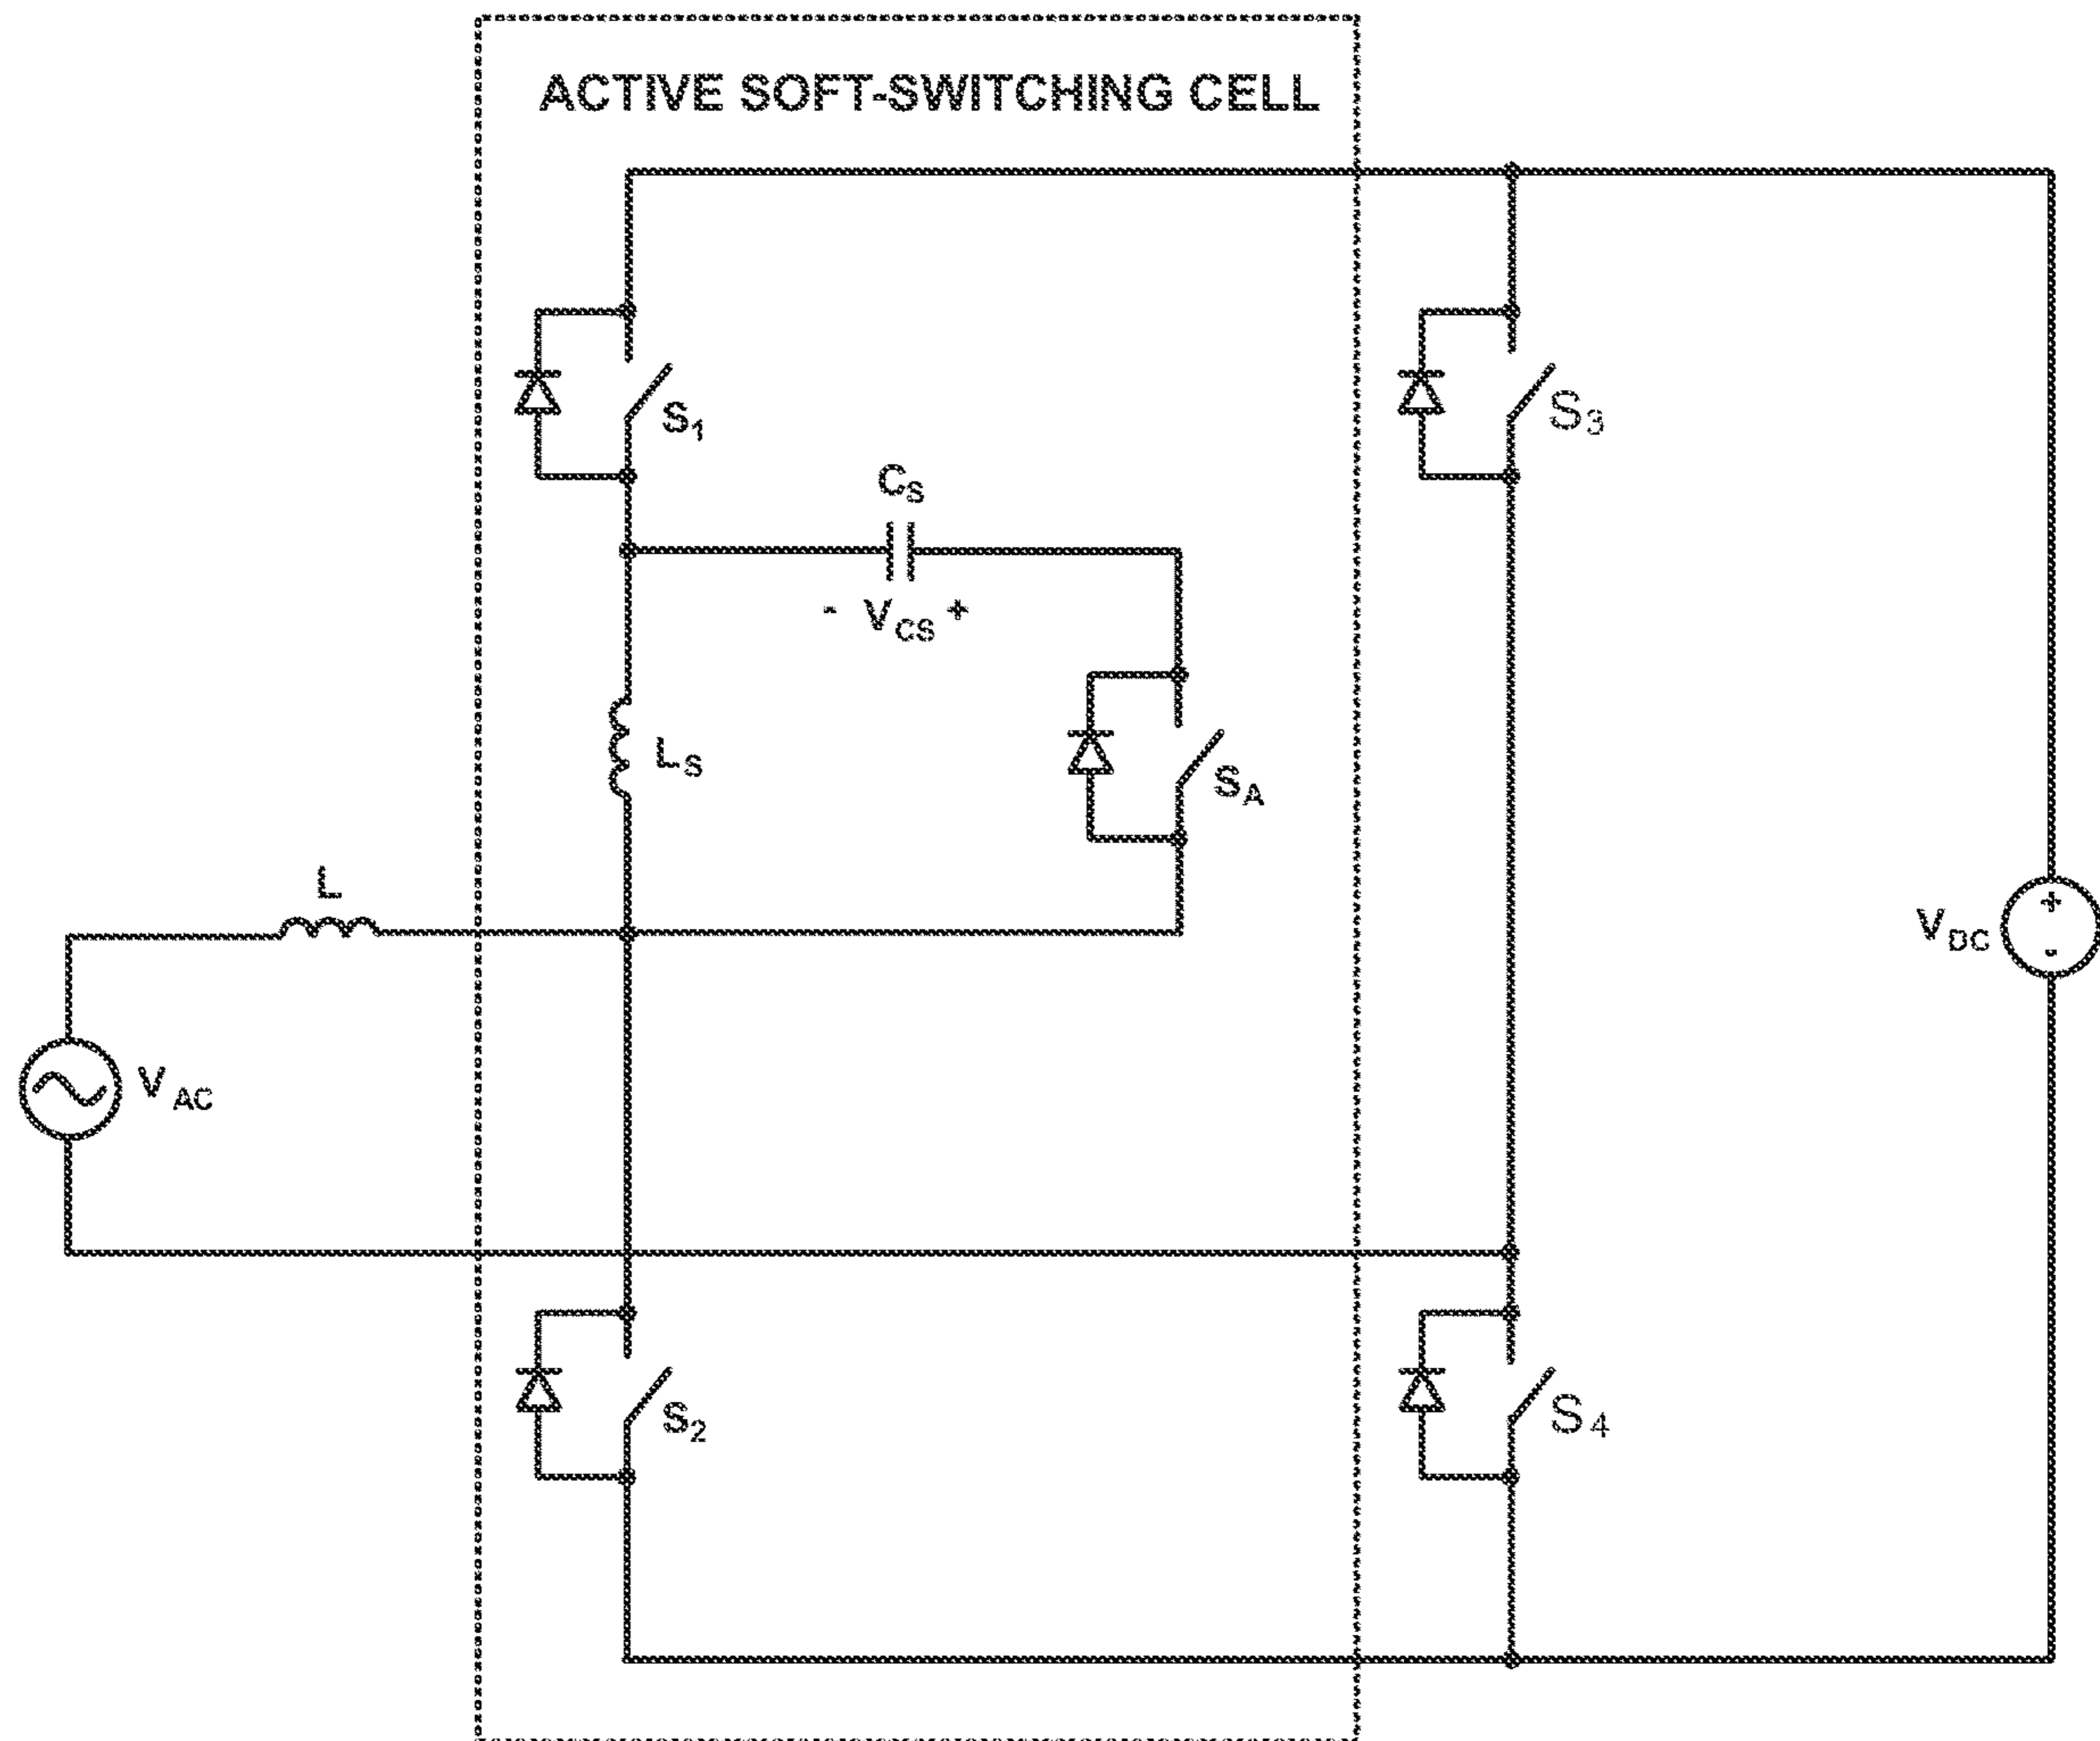 ACTIVE SOFT-SWITCHING CELL
S1
S3
CS
- VCS +
LS
SA
L
VDC
+
-
VAC
S2
S4